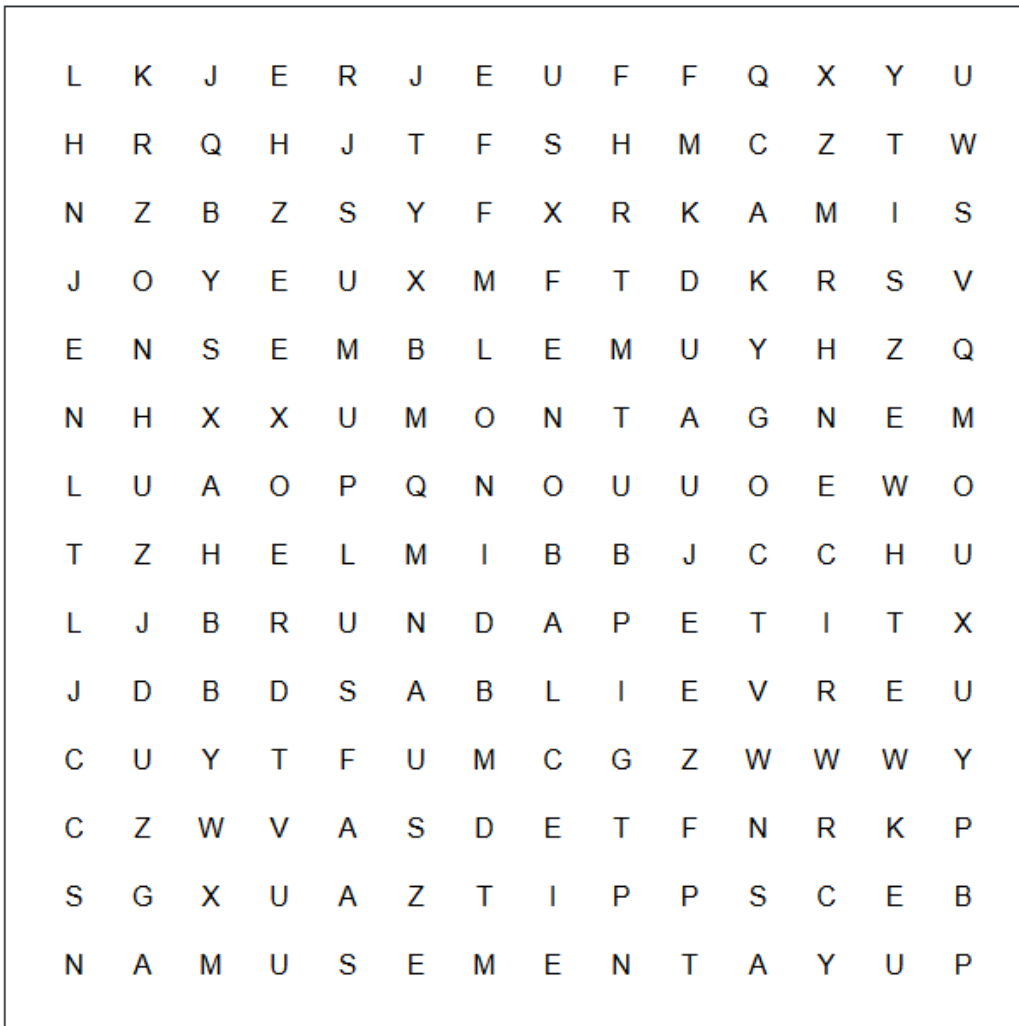 L K J E R J E U F F Q X Y U
H R Q H J T F S H M C Z T W
N Z B Z S Y F X R K A M I S
J O Y E U X M F T D K R S V
E N S E M B L E M U Y H Z Q
N H X X U M O N T A G N E M
L U A O P Q N O U U O E W O
T Z H E L M I B B J C C H U
L J B R U N D A P E T I T X
J D B D S A B L I E V R E U
C U Y T F U M C G Z W W W Y
C Z W V A S D E T F N R K P
S G X U A Z T I P P S C E B
N A M U S E M E N T A Y U P